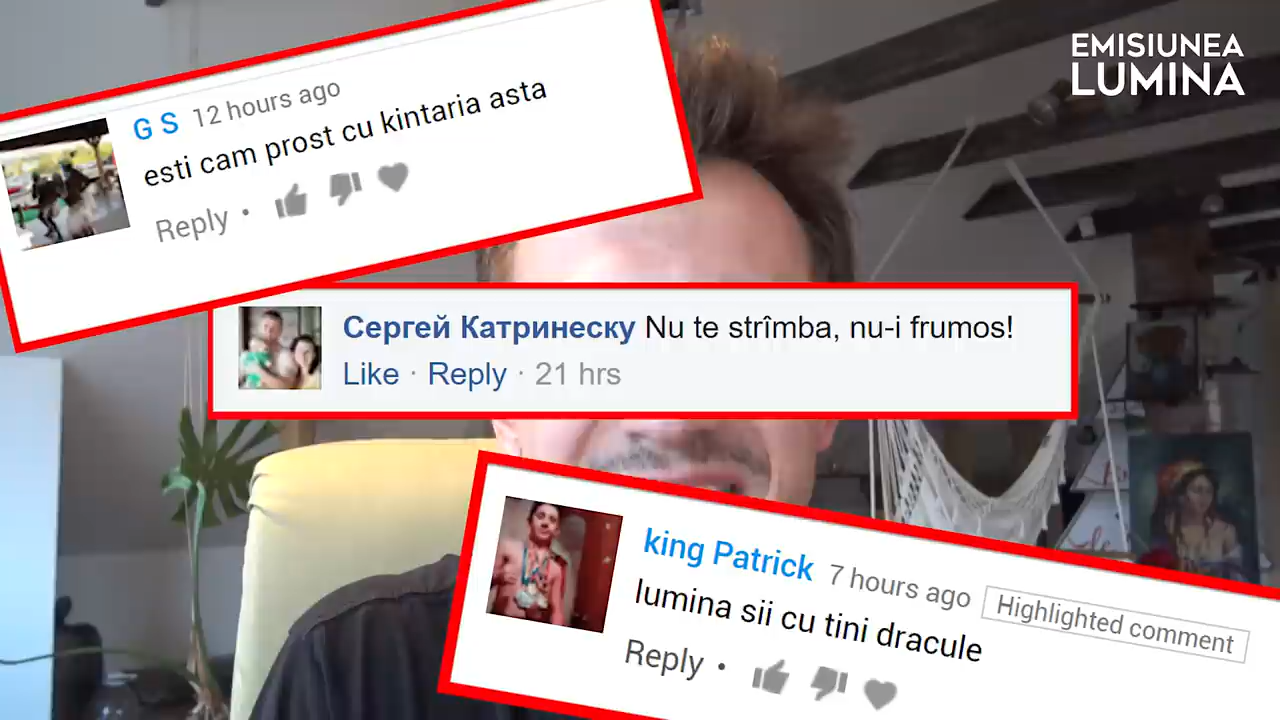 EMISIUNEA
LUMINA
G S 12 hours ago
esti cam prost cu kintaria asta
Reply •
Сергей Катринеску Nu te strîmba, nu-i frumos!
Like · Reply · 21 hrs
king Patrick 7 hours ago Highlighted comment
lumina sii cu tini dracule
Reply •